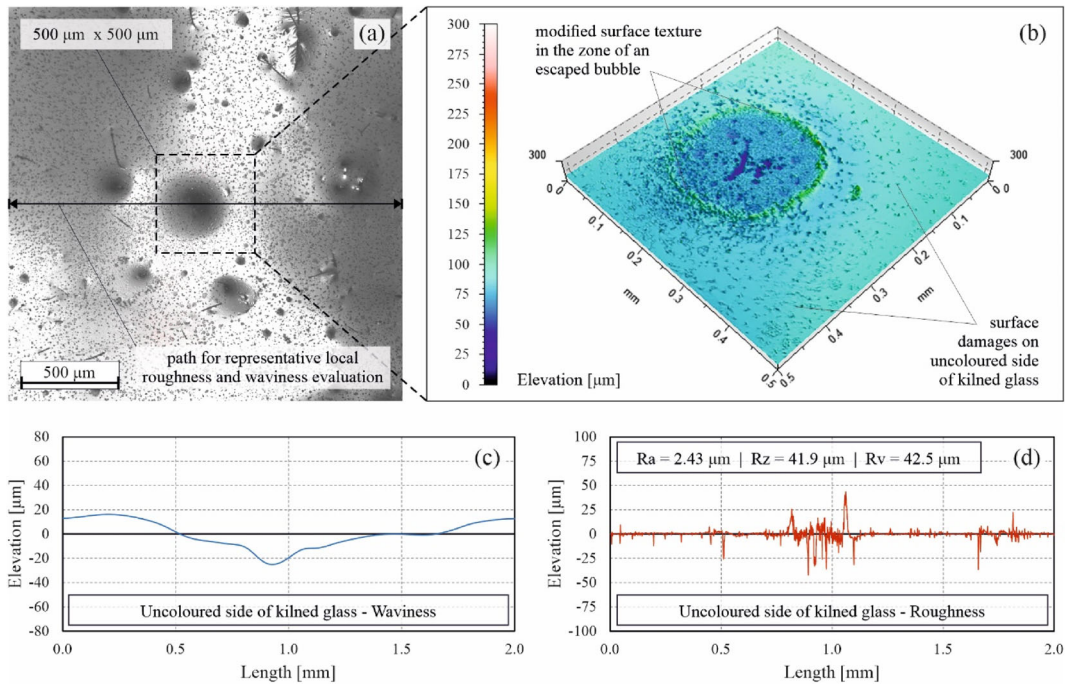 500 μm x 500 μm
(a)
path for representative local
roughness and waviness evaluation
500 μm
300
275
250
225
200
175
150
125
100
75
50
25
0
Elevation [μm]
modified surface texture
in the zone of an
escaped bubble
(b)
300
0
0
0.1
0.2
mm
0.3
0.4
0.5
300
0
0
0.1
0.2
mm
0.3
0.4
0.5
surface
damages on
uncoloured side
of kilned glass
(c)
80
60
40
20
0
-20
-40
-60
-80
Elevation [μm]
Uncoloured side of kilned glass - Waviness
0.0
0.5
1.0
1.5
2.0
Length [mm]
(d)
Ra = 2.43 μm | Rz = 41.9 μm | Rv = 42.5 μm
100
75
50
25
0
-25
-50
-75
-100
Elevation [μm]
Uncoloured side of kilned glass - Roughness
0.0
0.5
1.0
1.5
2.0
Length [mm]